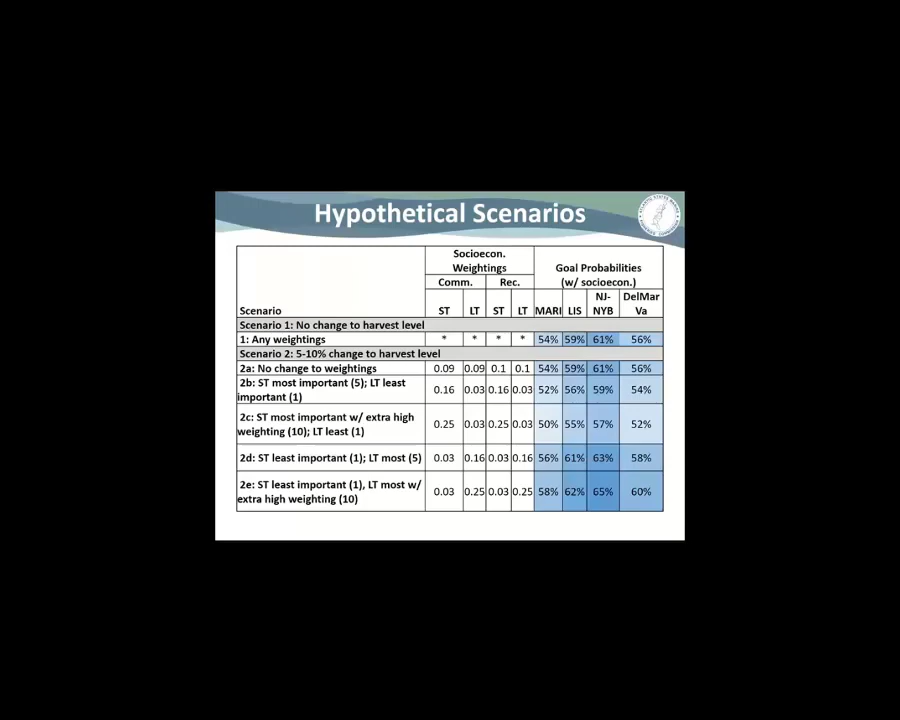 Hypothetical Scenarios
Socioecon.
Weightings
Goal Probabilities
(w/ socioecon.)
Comm. Rec.
Scenario ST LT ST LT MARI LIS NJ-
NYB DelMar
Va
Scenario 1: No change to harvest level
1: Any weightings * * * * 54% 59% 61% 56%
Scenario 2: 5-10% change to harvest level
2a: No change to weightings 0.09 0.09 0.1 0.1 54% 59% 61% 56%
2b: ST most important (5); LT least
important (1) 0.16 0.03 0.16 0.03 52% 56% 59% 54%
2c: ST most important w/ extra high
weighting (10); LT least (1) 0.25 0.03 0.25 0.03 50% 55% 57% 52%
2d: ST least important (1); LT most (5) 0.03 0.16 0.03 0.16 56% 61% 63% 58%
2e: ST least important (1), LT most w/
extra high weighting (10) 0.03 0.25 0.03 0.25 58% 62% 65% 60%